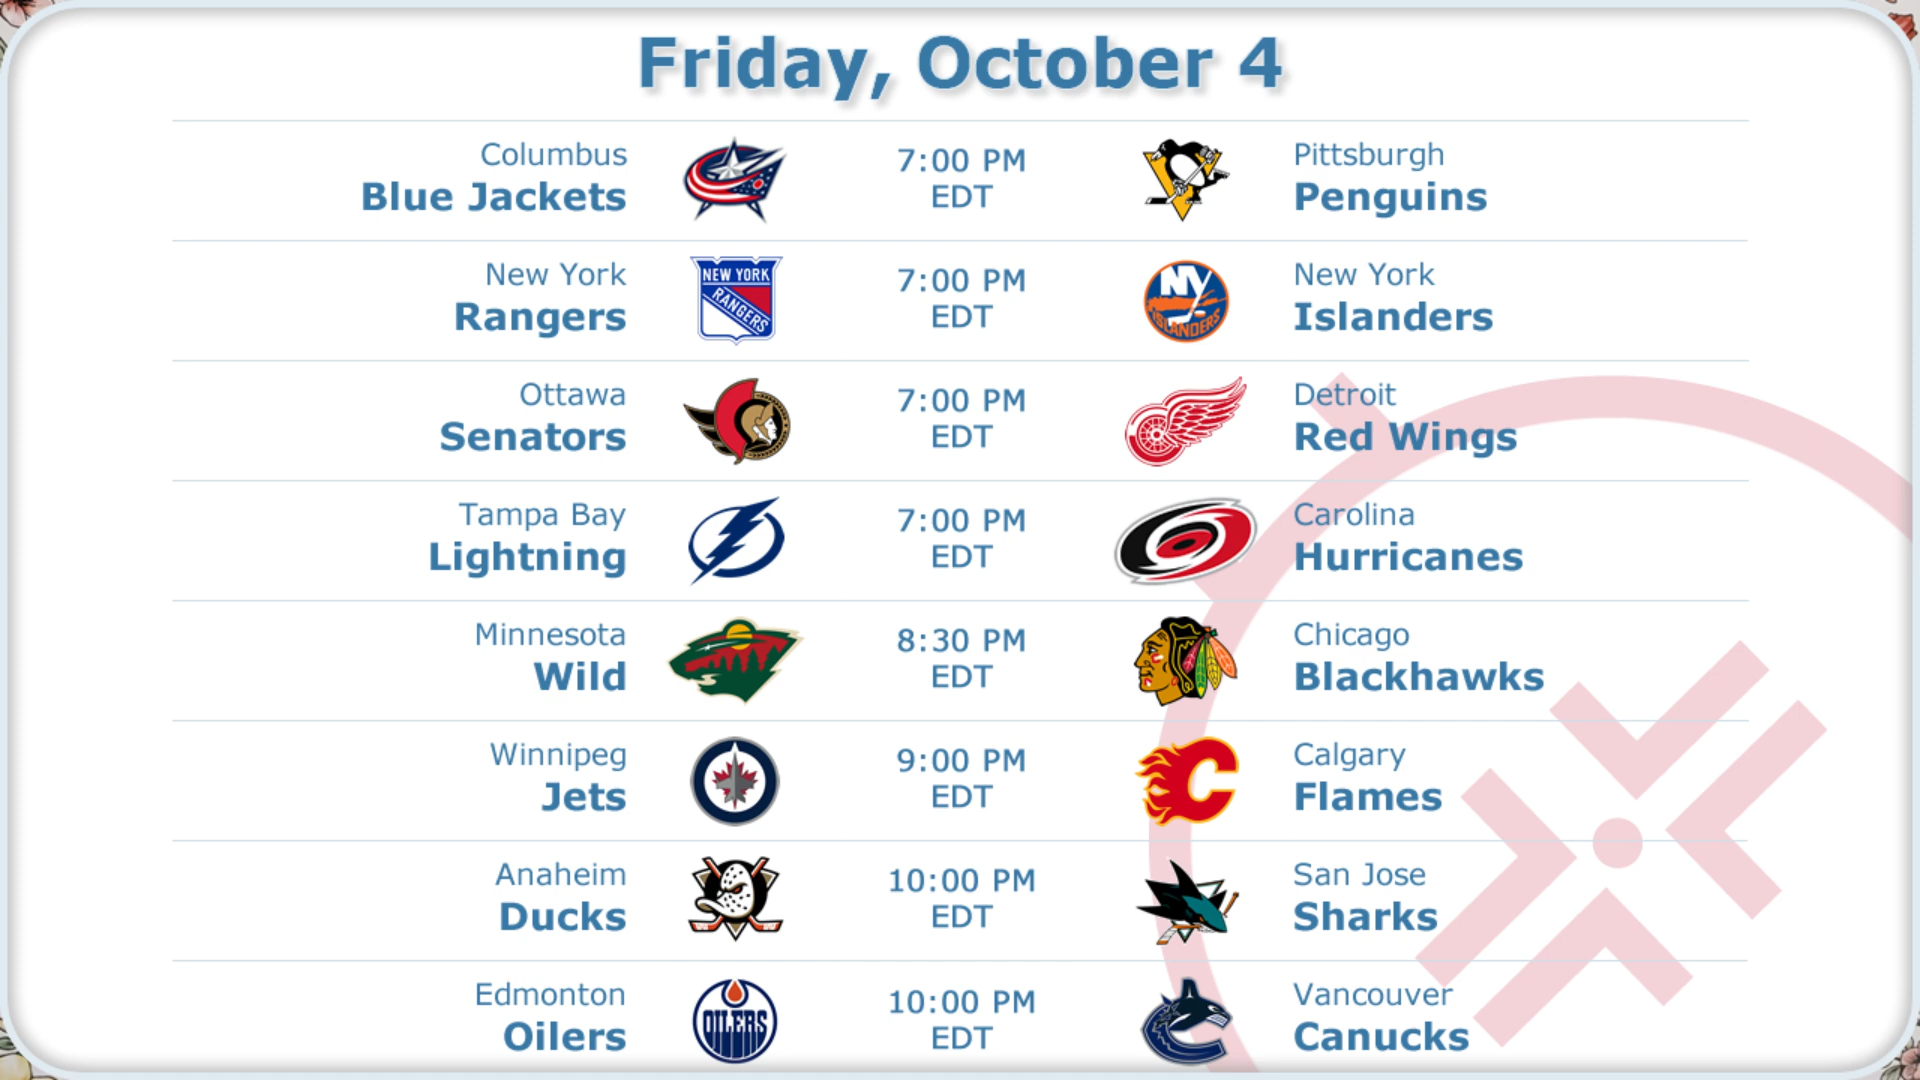 Friday, October 4
Columbus
Blue Jackets
7:00 PM
EDT
Pittsburgh
Penguins
New York
Rangers
NEW YORK
RANGERS
7:00 PM
EDT
NY
ISLANDERS
New York
Islanders
Ottawa
Senators
7:00 PM
EDT
Detroit
Red Wings
Tampa Bay
Lightning
7:00 PM
EDT
Carolina
Hurricanes
Minnesota
Wild
8:30 PM
EDT
Chicago
Blackhawks
Winnipeg
Jets
9:00 PM
EDT
C
Calgary
Flames
Anaheim
Ducks
10:00 PM
EDT
San Jose
Sharks
Edmonton
Oilers
OILERS
10:00 PM
EDT
Vancouver
Canucks